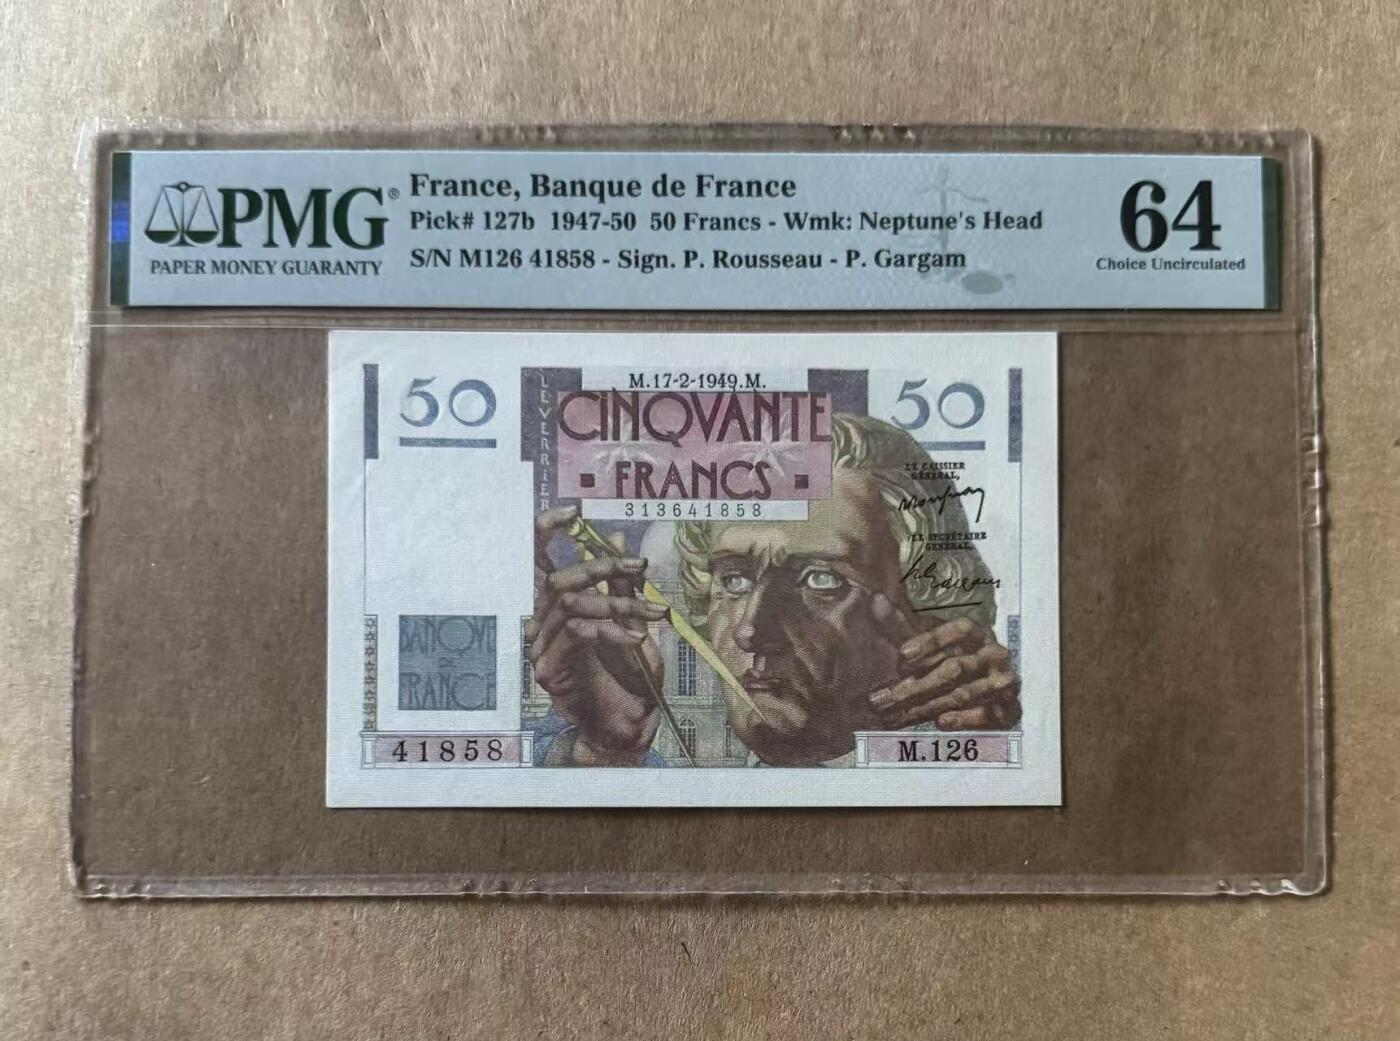 PMG®
PAPER MONEY GUARANTY
France, Banque de France
Pick# 127b 1947-50 50 Francs - Wmk: Neptune's Head
S/N M126 41858 - Sign. P. Rousseau - P. Gargam
64
Choice Uncirculated
50
LEVERRIER
M.17-2-1949.M.
CINQVANTE
FRANCS
313641858
50
LE CAISSIER
GÉNÉRAL,
LE SECRÉTAIRE
GÉNÉRAL,
BANQVE
DE
FRANCE
41858
M.126